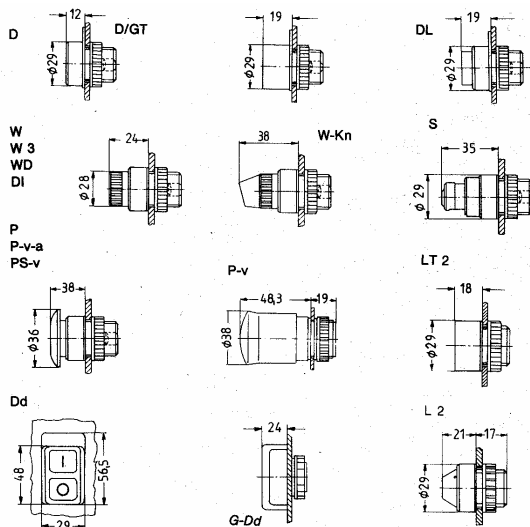 D
12
D/GT
ø29
19
ø29
DL
19
ø29
W
W 3
WD
DI
24
ø28
38
W-Kn
S
35
ø29
P
P-v-a
PS-v
38
ø36
P-v
48,3
19
ø38
LT 2
18
ø29
Dd
48
56,5
29
I
O
24
G-Dd
L 2
21
17
ø29